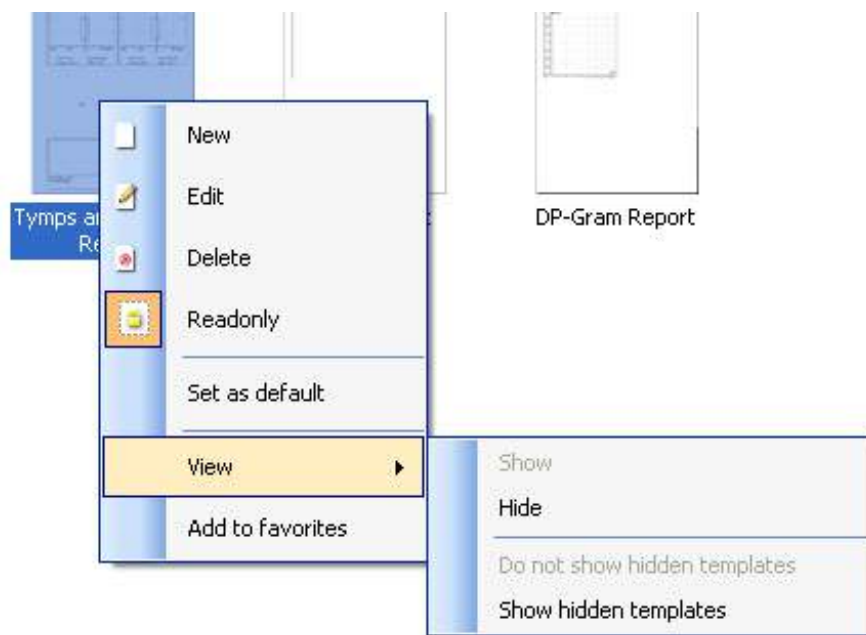 New
Edit
Tymps
DP-Gram Report
Delete
Readonly
Set as default
View
Show
Hide
Add to favorites
Do not show hidden templates
Show hidden templates